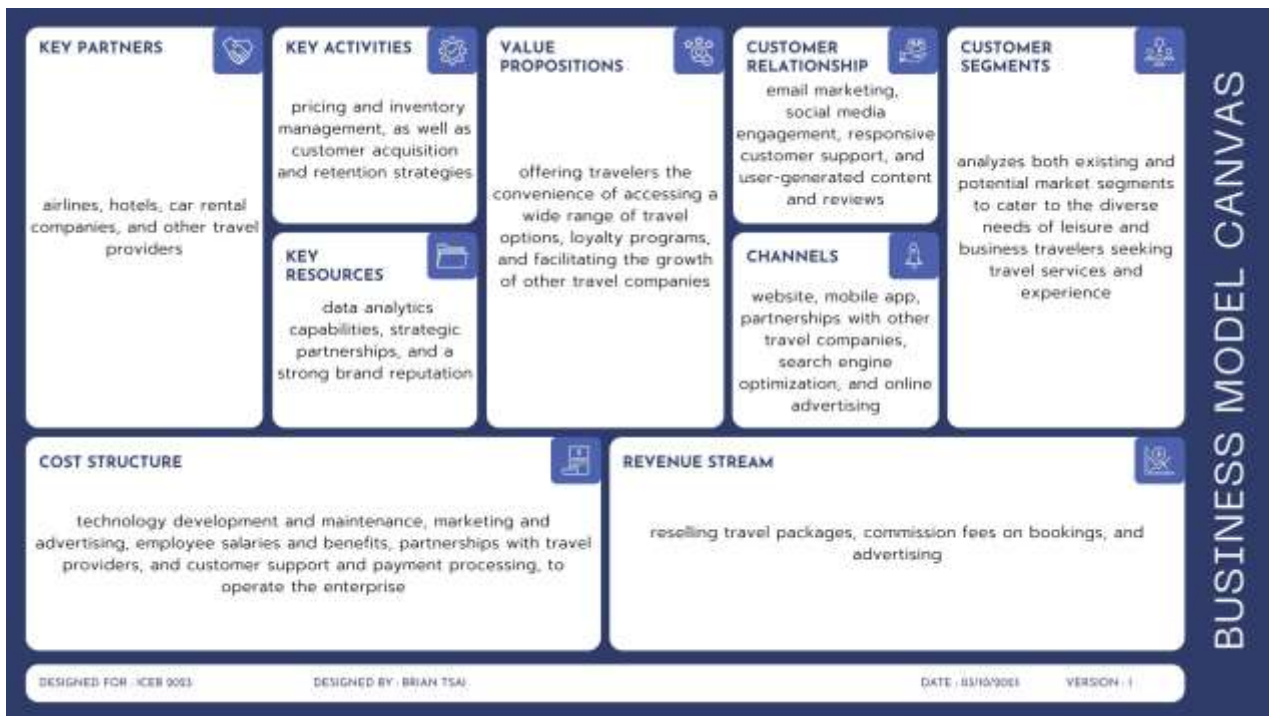 KEY PARTNERS
airlines, hotels, car rental
companies, and other travel
providers
KEY ACTIVITIES
pricing and inventory
management, as well as
customer acquisition
and retention strategies
KEY
RESOURCES
data analytics
capabilities, strategic
partnerships, and a
strong brand reputation
VALUE
PROPOSITIONS
offering travelers the
convenience of accessing a
wide range of travel
options, loyalty programs,
and facilitating the growth
of other travel companies
CUSTOMER
RELATIONSHIP
email marketing,
social media
engagement, responsive
customer support, and
user-generated content
and reviews
CHANNELS
website, mobile app,
partnerships with other
travel companies,
search engine
optimization, and online
advertising
CUSTOMER
SEGMENTS
analyzes both existing and
potential market segments
to cater to the diverse
needs of leisure and
business travelers seeking
travel services and
experience
COST STRUCTURE
technology development and maintenance, marketing and
advertising, employee salaries and benefits, partnerships with travel
providers, and customer support and payment processing, to
operate the enterprise
REVENUE STREAM
reselling travel packages, commission fees on bookings, and
advertising
DESIGNED FOR : ICEB 2023
DESIGNED BY : BRIAN TSAI
DATE :
VERSION : 1
BUSINESS MODEL CANVAS